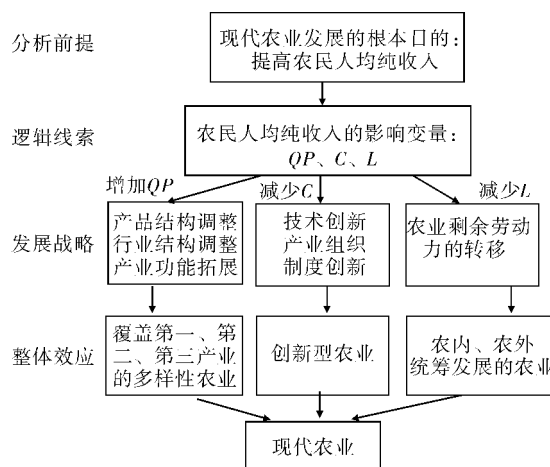 分析前提
现代农业发展的根本目的：
提高农民人均纯收入
逻辑线索
农民人均纯收入的影响变量：
QP、C、L
增加QP
减少C
减少L
发展战略
产品结构调整
行业结构调整
产业功能拓展
技术创新
产业组织
制度创新
农业剩余劳动
力的转移
整体效应
覆盖第一、第
二、第三产业
的多样性农业
创新型农业
农内、农外
统筹发展的农业
现代农业